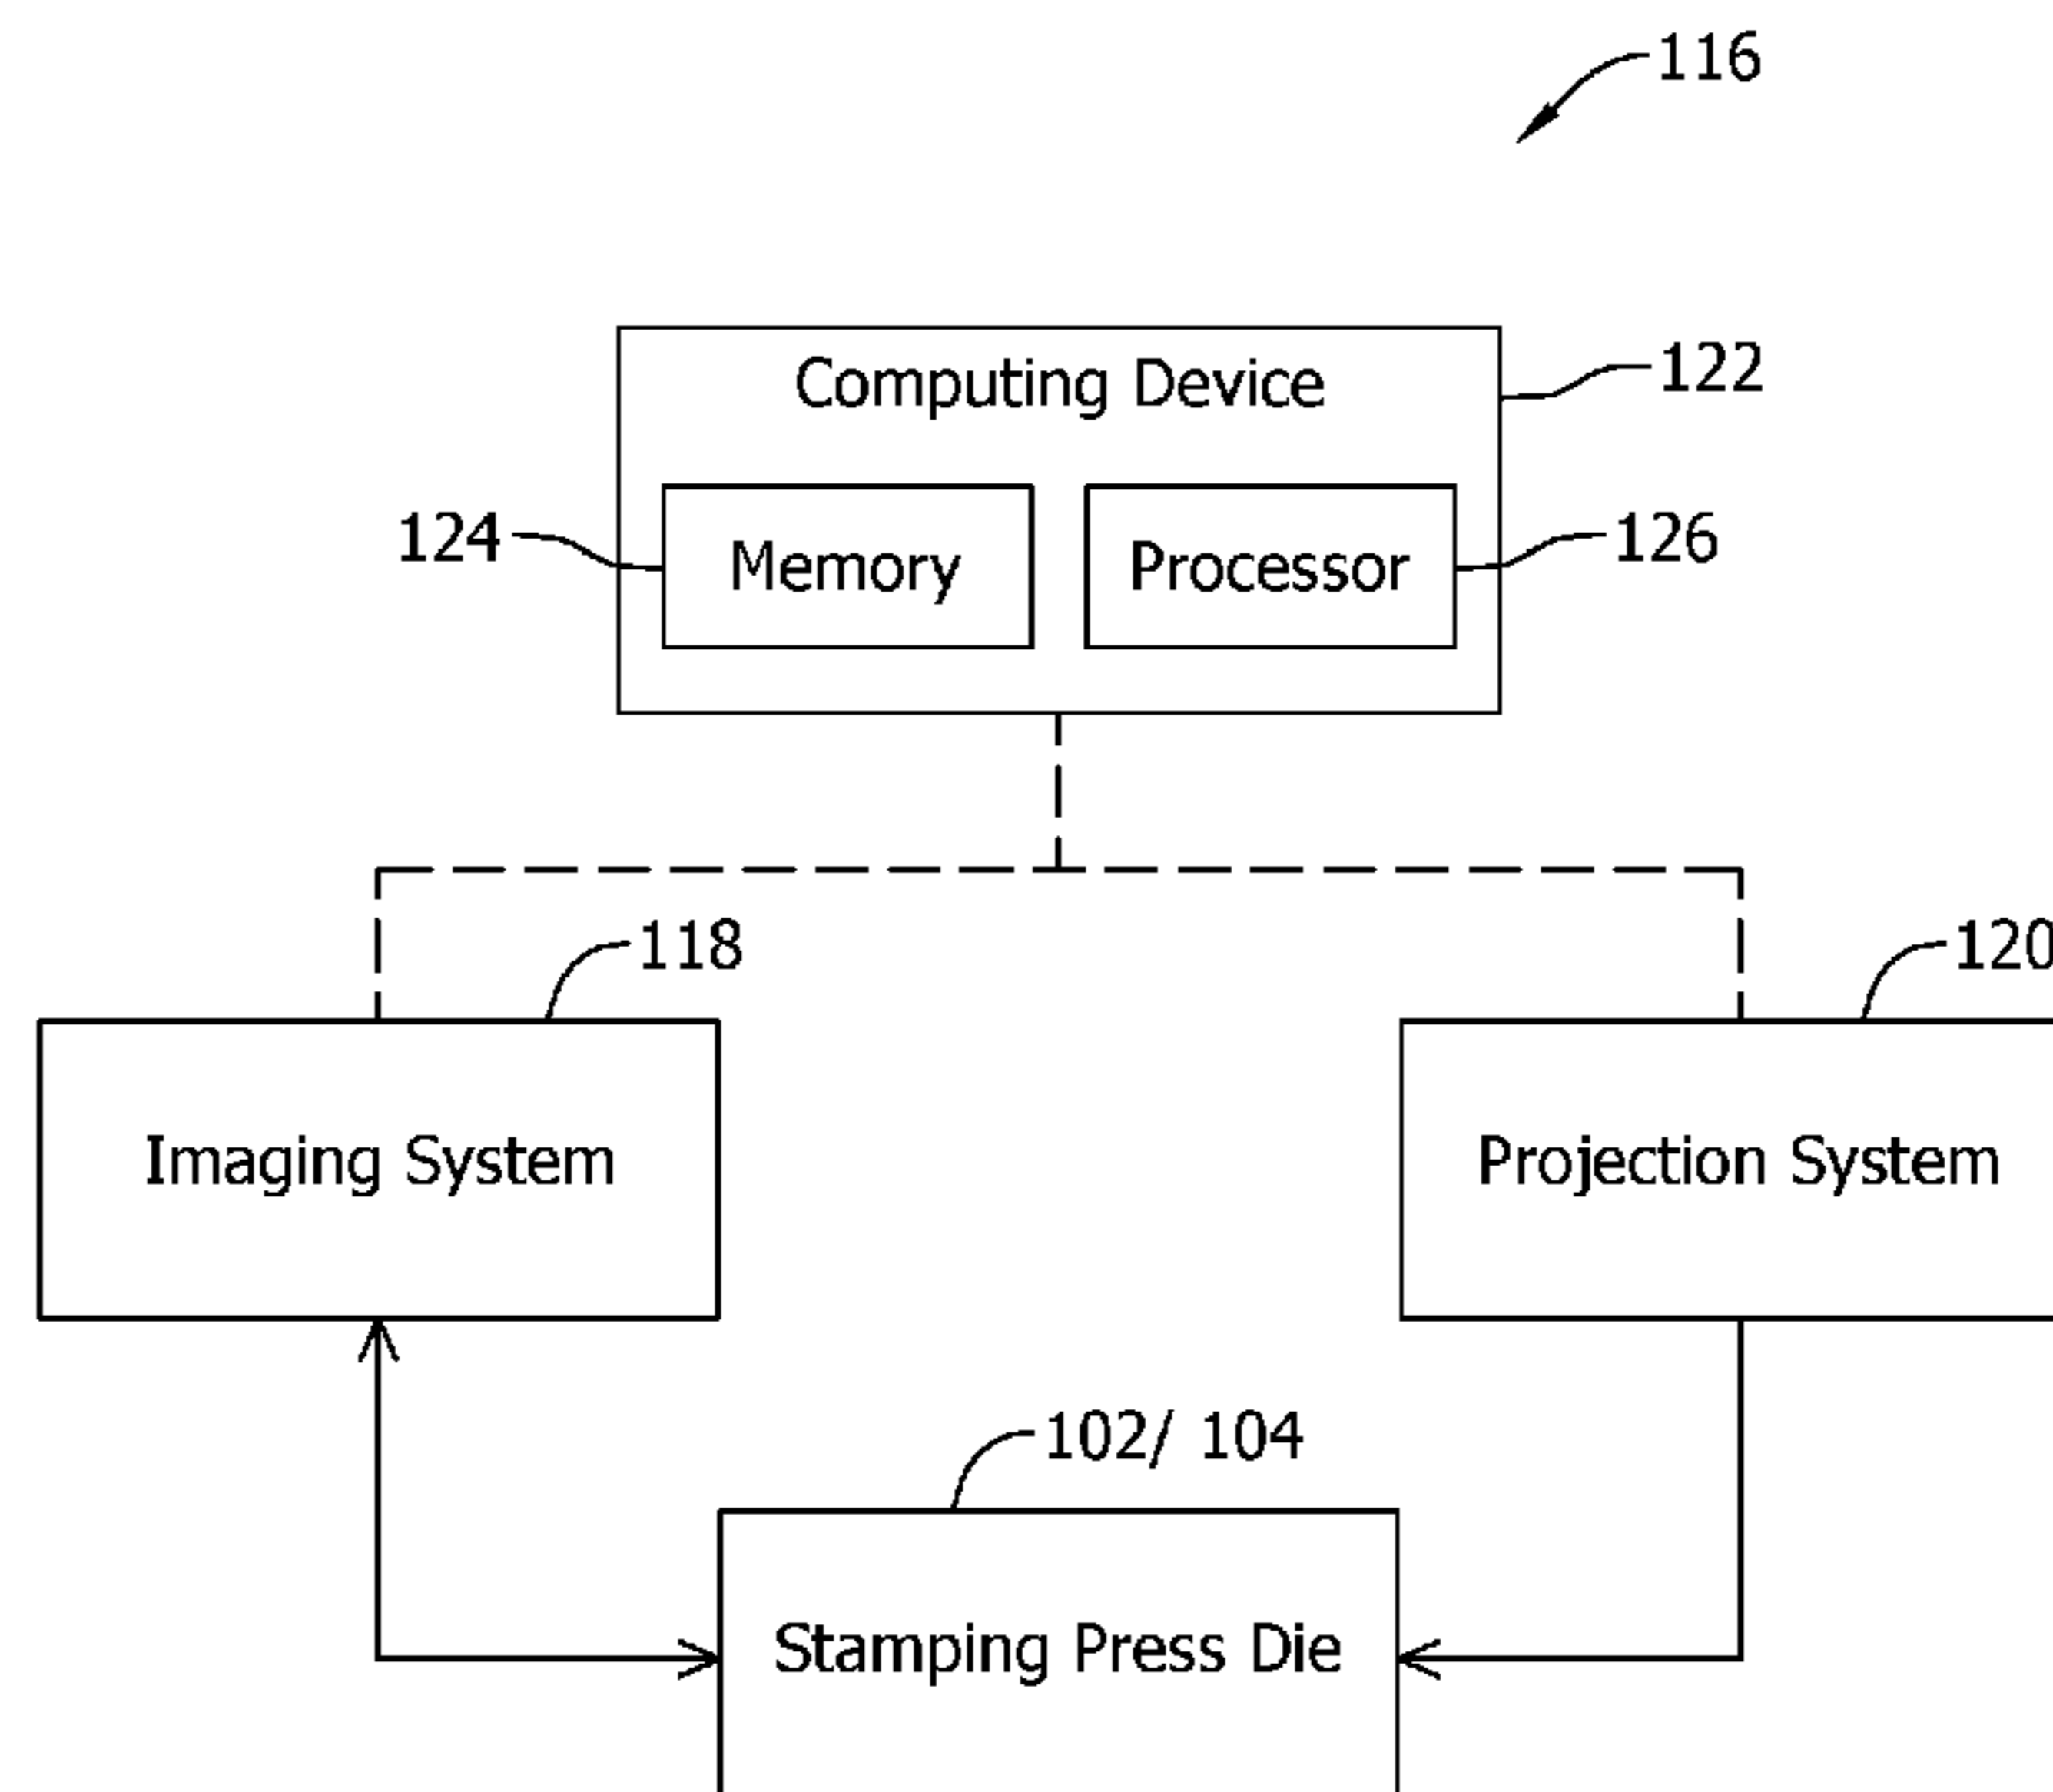 116
Computing Device
122
124
Memory
Processor
126
118
120
Imaging System
Projection System
102/ 104
Stamping Press Die